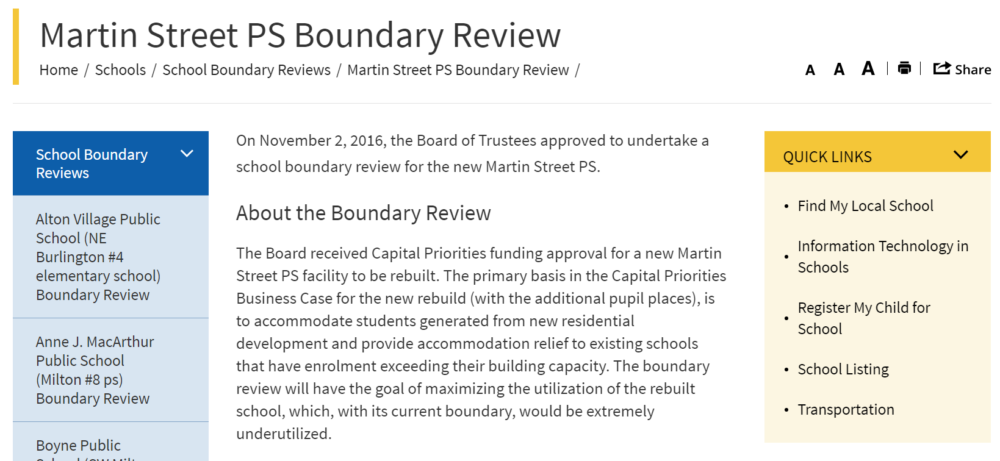 Martin Street PS Boundary Review
Home / Schools / School Boundary Reviews / Martin Street PS Boundary Review /
A A A | | Share
School Boundary
Reviews
Alton Village Public
School (NE
Burlington #4
elementary school)
Boundary Review
Anne J. MacArthur
Public School
(Milton #8 ps)
Boundary Review
Boyne Public
On November 2, 2016, the Board of Trustees approved to undertake a
school boundary review for the new Martin Street PS.
About the Boundary Review
The Board received Capital Priorities funding approval for a new Martin
Street PS facility to be rebuilt. The primary basis in the Capital Priorities
Business Case for the new rebuild (with the additional pupil places), is
to accommodate students generated from new residential
development and provide accommodation relief to existing schools
that have enrolment exceeding their building capacity. The boundary
review will have the goal of maximizing the utilization of the rebuilt
school, which, with its current boundary, would be extremely
underutilized.
QUICK LINKS
• Find My Local School
• Information Technology in
Schools
• Register My Child for
School
• School Listing
• Transportation